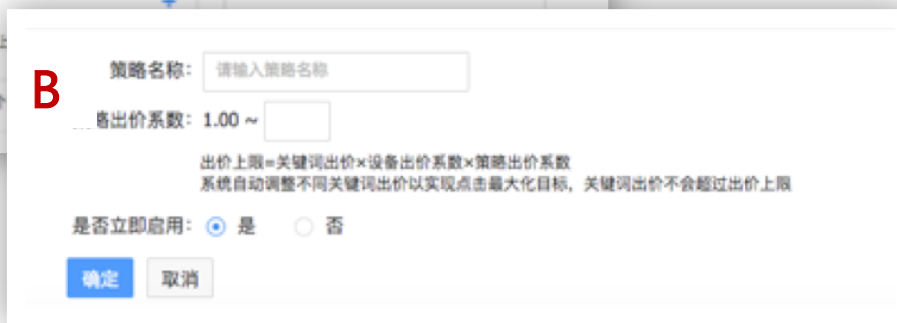 B
策略名称: 请输入策略名称
略出价系数: 1.00 ~
出价上限=关键词出价×设备出价系数×策略出价系数
系统自动调整不同关键词出价以实现点击最大化目标，关键词出价不会超过出价上限
是否立即启用: 是 否
确定 取消